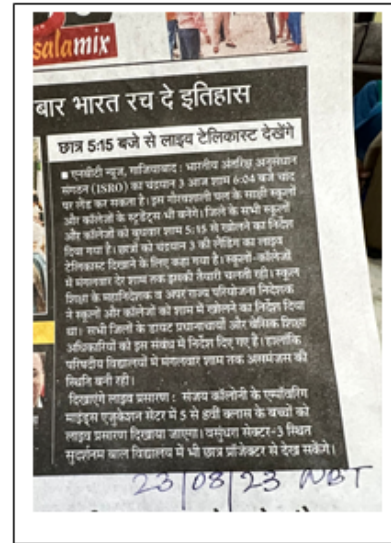 salamix
बार भारत रच दे इतिहास
छात्र 5:15 बजे से लाइव टेलिकास्ट देखेंगे
■ एनबीटी न्यूज, गाजियाबाद : भारतीय अंतरिक्ष अनुसंधान
संगठन (ISRO) का चंद्रयान 3 आज शाम 6:04 बजे चांद
पर लैंड कर सकता है। इस गौरवशाली पल के साक्षी स्कूलों
और कॉलेजों के स्टूडेंट्स भी बनेंगे। जिले के सभी स्कूलों
और कॉलेजों को बुधवार शाम 5:15 से खोलने का निर्देश
दिया गया है। छात्रों को चंद्रयान 3 की लैंडिंग का लाइव
टेलिकास्ट दिखाने के लिए कहा गया है। स्कूलों-कॉलेजों
में मंगलवार देर शाम तक इसकी तैयारी चलती रही। स्कूल
शिक्षा के महानिदेशक व अपर राज्य परियोजना निदेशक
ने स्कूलों और कॉलेजों को शाम में खोलने का निर्देश दिया
था। सभी जिलों के डायट प्रधानाचार्यों और बेसिक शिक्षा
अधिकारियों को इस संबंध में निर्देश दिए गए हैं। हालांकि
परिषदीय विद्यालयों में मंगलवार शाम तक असमंजस की
स्थिति बनी रही।
दिखाएंगे लाइव प्रसारण : संजय कॉलोनी के एम्पॉवरिंग
माइंड्स एजुकेशन सेंटर में 5 से 8वीं क्लास के बच्चों को
लाइव प्रसारण दिखाया जाएगा। वसुंधरा सेक्टर-3 स्थित
सुदर्शनम बाल विद्यालय में भी छात्र प्रॉजेक्टर से देख सकेंगे।
23/08/23 NBT